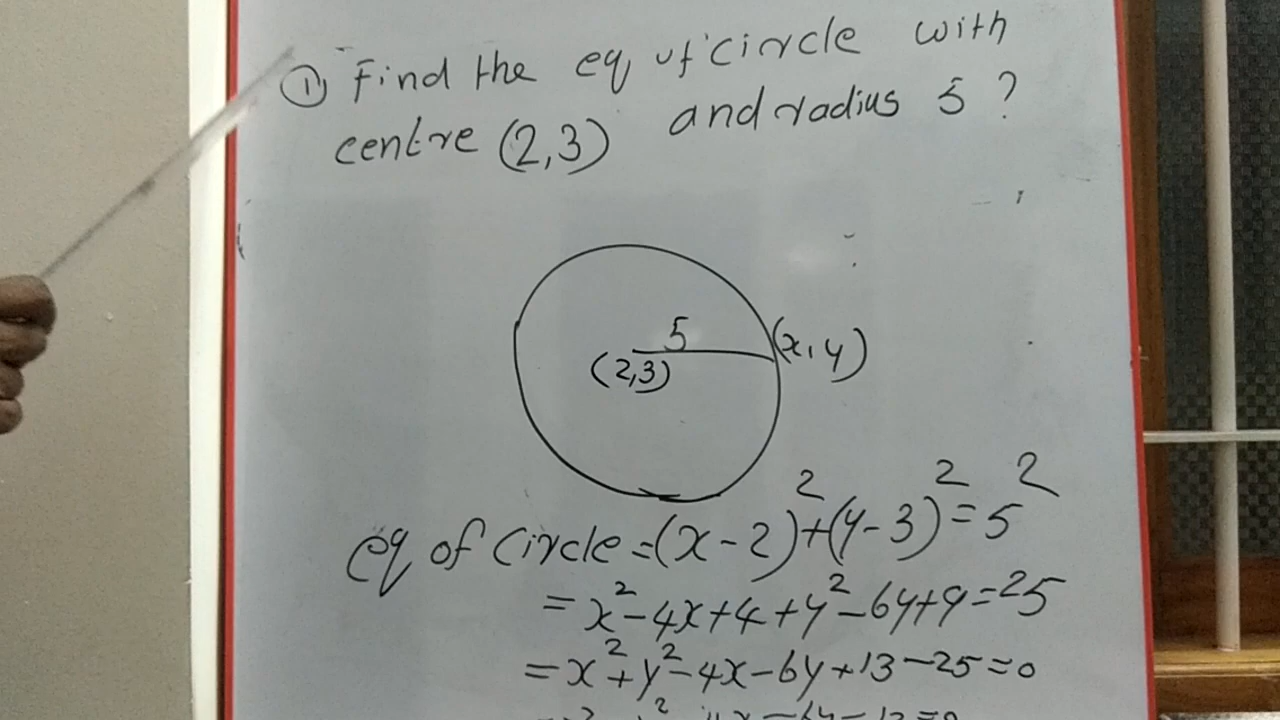 ① Find the eq of circle with
centre (2,3) and radius 5 ?
5
(2,3)
(x, y)
eq of Circle = (x - 2)² + (y - 3)² = 5²
= x² - 4x + 4 + y² - 6y + 9 = 25
= x² + y² - 4x - 6y + 13 - 25 = 0